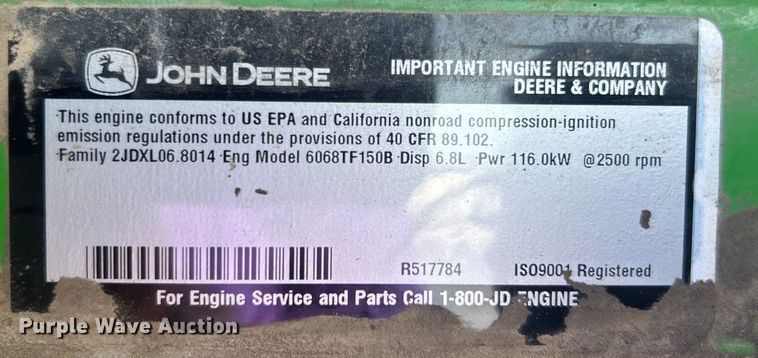 JOHN DEERE
IMPORTANT ENGINE INFORMATION
DEERE & COMPANY
This engine conforms to US EPA and California nonroad compression-ignition
emission regulations under the provisions of 40 CFR 89.102.
Family 2JDXL06.8014 Eng Model 6068TF150B Disp 6.8L Pwr 116.0kW @2500 rpm
R517784 ISO9001 Registered
For Engine Service and Parts Call 1-800-JD ENGINE
Purple Wave Auction